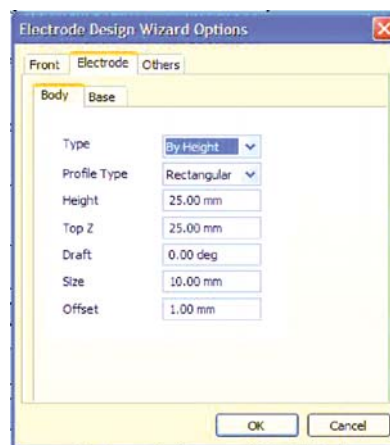 Electrode Design Wizard Options
Front Electrode Others
Body Base
Type By Height
Profile Type Rectangular
Height 25.00 mm
Top Z 25.00 mm
Draft 0.00 deg
Size 10.00 mm
Offset 1.00 mm
OK Cancel